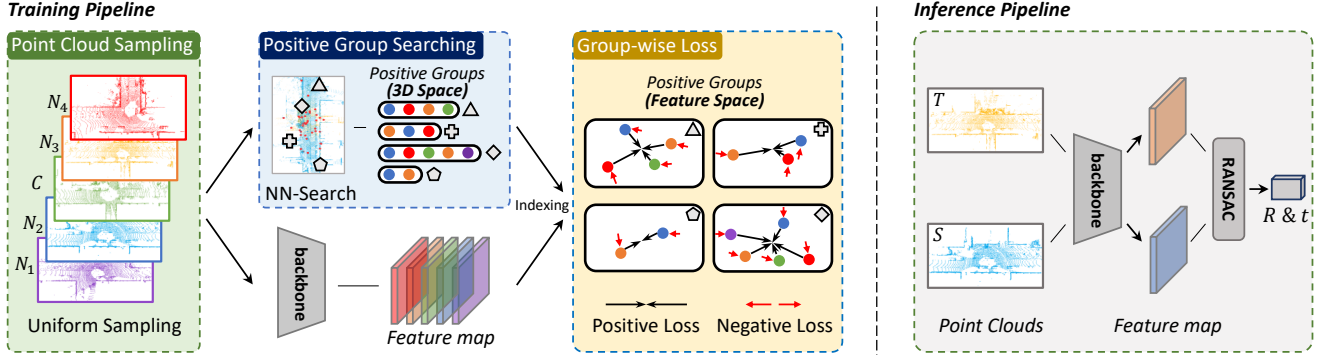 Training Pipeline
Point Cloud Sampling
N4
N3
C
N2
N1
Uniform Sampling
Positive Group Searching
Positive Groups
(3D Space)
NN-Search
backbone
Feature map
Indexing
Group-wise Loss
Positive Groups
(Feature Space)
Positive Loss
Negative Loss
Inference Pipeline
T
S
Point Clouds
backbone
Feature map
RANSAC
R & t